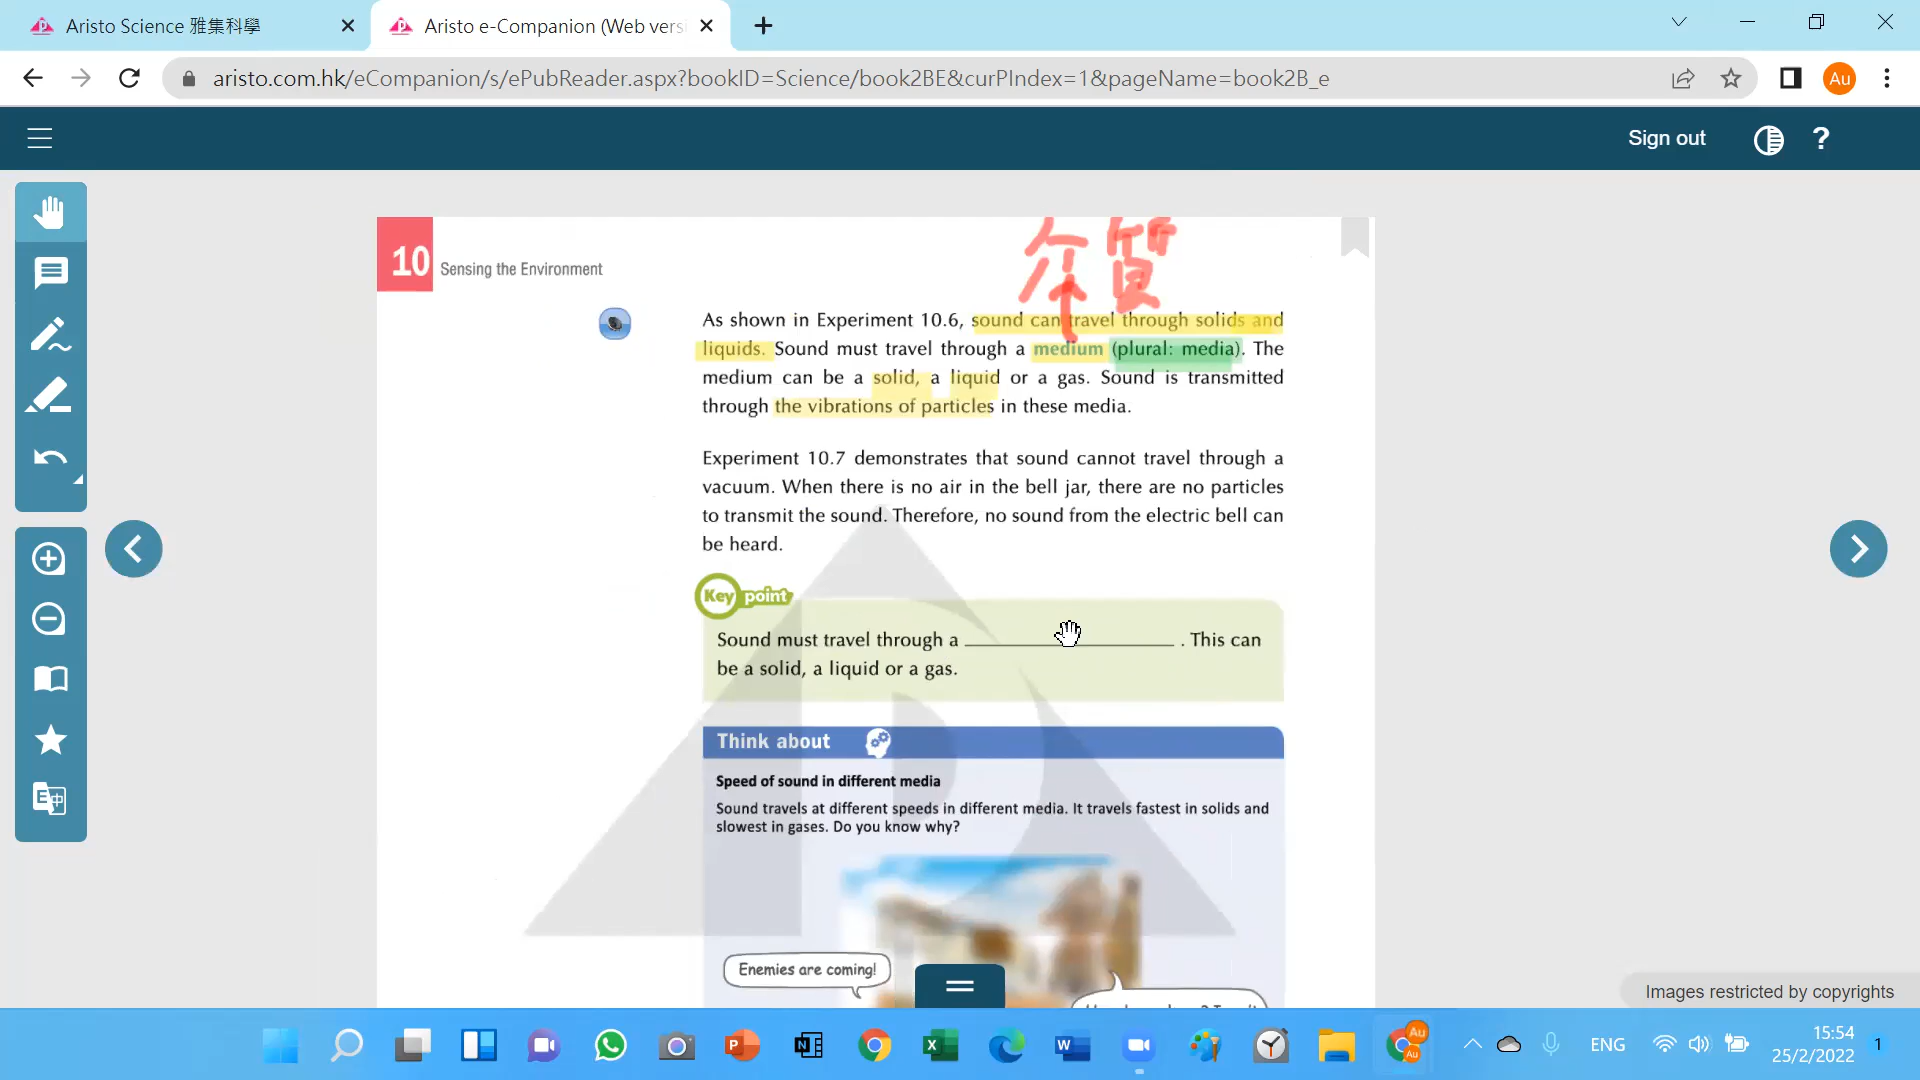 Aristo Science 雅集科學
Aristo e-Companion (Web versi
aristo.com.hk/eCompanion/s/ePubReader.aspx?bookID=Science/book2BE&curPIndex=1&pageName=book2B_e
Au
Sign out
?
10 Sensing the Environment
介質
As shown in Experiment 10.6, sound can travel through solids and
liquids. Sound must travel through a medium (plural: media). The
medium can be a solid, a liquid or a gas. Sound is transmitted
through the vibrations of particles in these media.
Experiment 10.7 demonstrates that sound cannot travel through a
vacuum. When there is no air in the bell jar, there are no particles
to transmit the sound. Therefore, no sound from the electric bell can
be heard.
Key point
Sound must travel through a ____________ . This can
be a solid, a liquid or a gas.
Think about
Speed of sound in different media
Sound travels at different speeds in different media. It travels fastest in solids and
slowest in gases. Do you know why?
Enemies are coming!
Images restricted by copyrights
ENG
15:54
25/2/2022
1